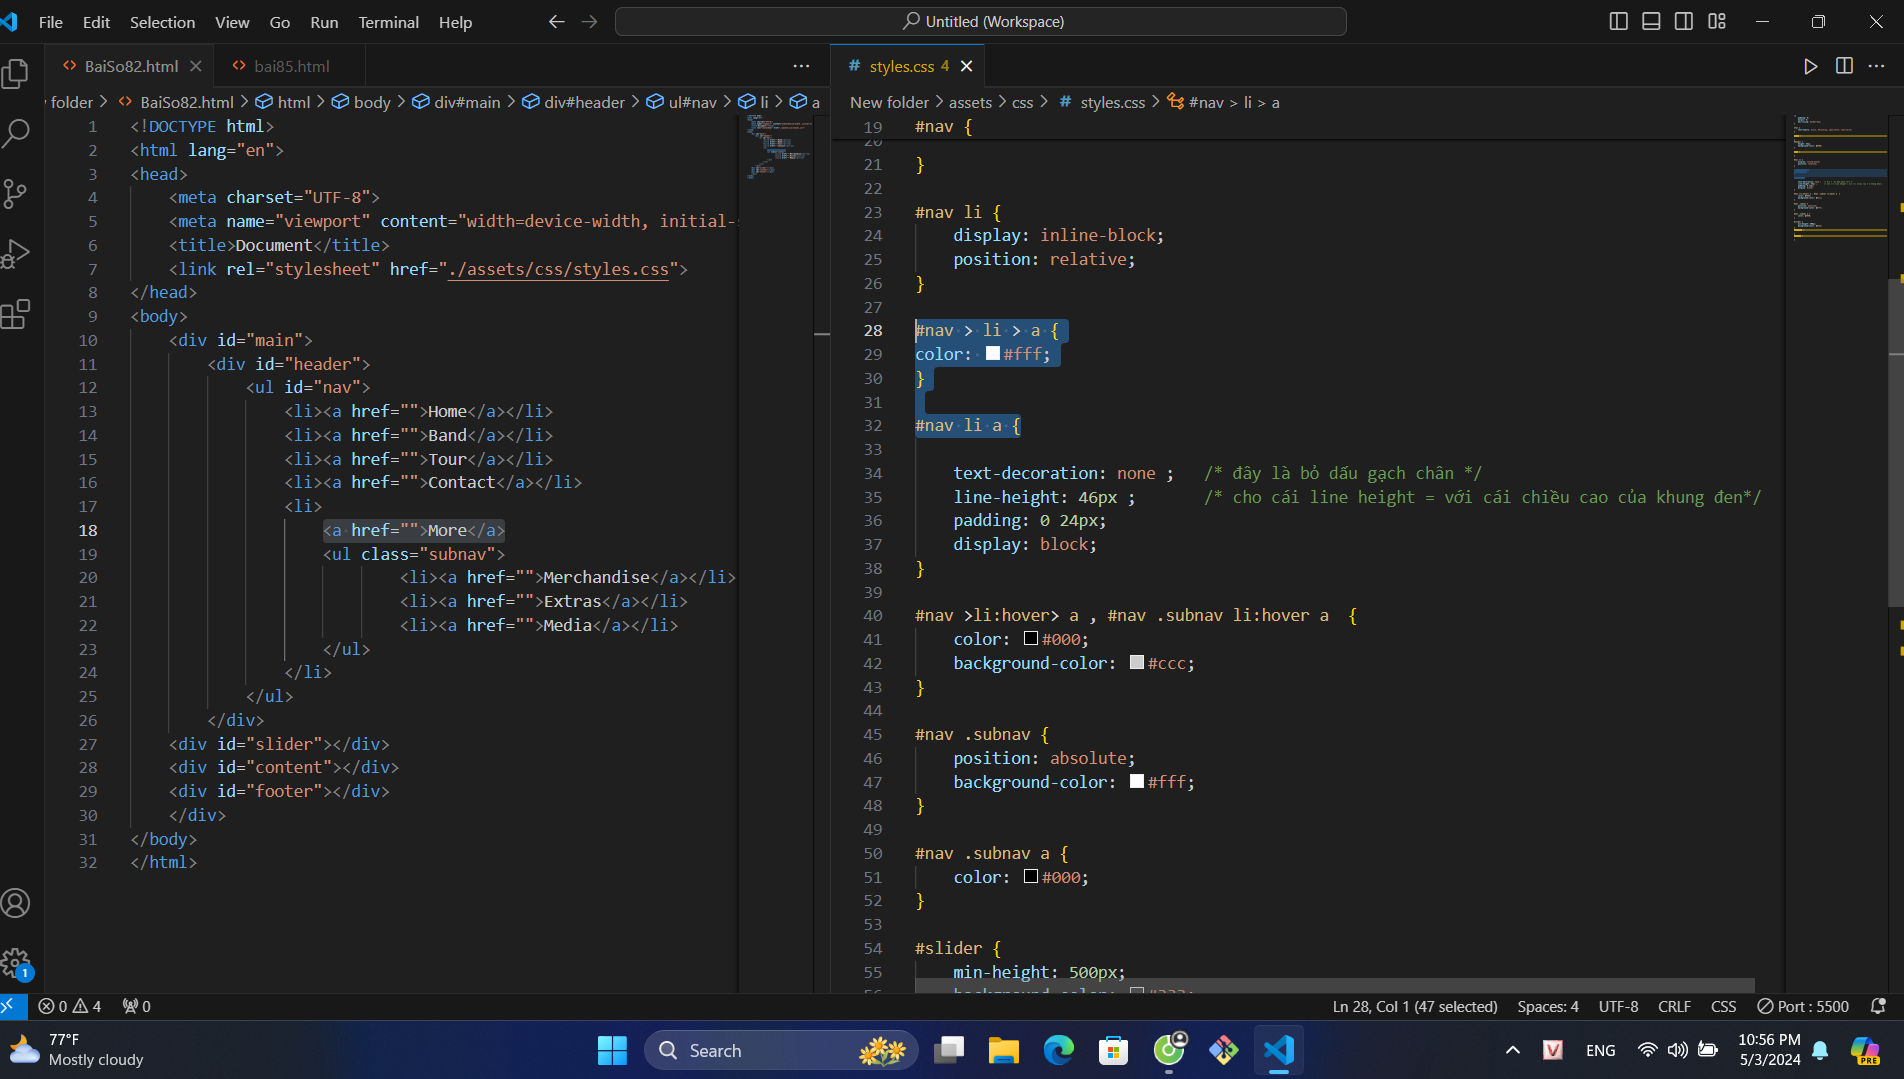 File Edit Selection View Go Run Terminal Help
Untitled (Workspace)
BaiSo82.html
bai85.html
styles.css 4
folder > BaiSo82.html > html > body > div#main > div#header > ul#nav > li > a
New folder > assets > css > # styles.css > #nav > li > a
1 <!DOCTYPE html>
2 <html lang="en">
3 <head>
4 <meta charset="UTF-8">
5 <meta name="viewport" content="width=device-width, initial-
6 <title>Document</title>
7 <link rel="stylesheet" href="./assets/css/styles.css">
8 </head>
9 <body>
10 <div id="main">
11 <div id="header">
12 <ul id="nav">
13 <li><a href="">Home</a></li>
14 <li><a href="">Band</a></li>
15 <li><a href="">Tour</a></li>
16 <li><a href="">Contact</a></li>
17 <li>
18 <a href="">More</a>
19 <ul class="subnav">
20 <li><a href="">Merchandise</a></li>
21 <li><a href="">Extras</a></li>
22 <li><a href="">Media</a></li>
23 </ul>
24 </li>
25 </ul>
26 </div>
27 <div id="slider"></div>
28 <div id="content"></div>
29 <div id="footer"></div>
30 </div>
31 </body>
32 </html>
19 #nav {
20
21 }
22
23 #nav li {
24 display: inline-block;
25 position: relative;
26 }
27
28 #nav > li > a {
29 color: #fff;
30 }
31
32 #nav li a {
33
34 text-decoration: none ; /* đây là bỏ dấu gạch chân */
35 line-height: 46px ; /* cho cái line height = với cái chiều cao của khung đen*/
36 padding: 0 24px;
37 display: block;
38 }
39
40 #nav >li:hover> a , #nav .subnav li:hover a {
41 color: #000;
42 background-color: #ccc;
43 }
44
45 #nav .subnav {
46 position: absolute;
47 background-color: #fff;
48 }
49
50 #nav .subnav a {
51 color: #000;
52 }
53
54 #slider {
55 min-height: 500px;
1
0 4 0
Ln 28, Col 1 (47 selected) Spaces: 4 UTF-8 CRLF CSS Port : 5500
77°F
Mostly cloudy
Search
ENG
10:56 PM
5/3/2024
PRE